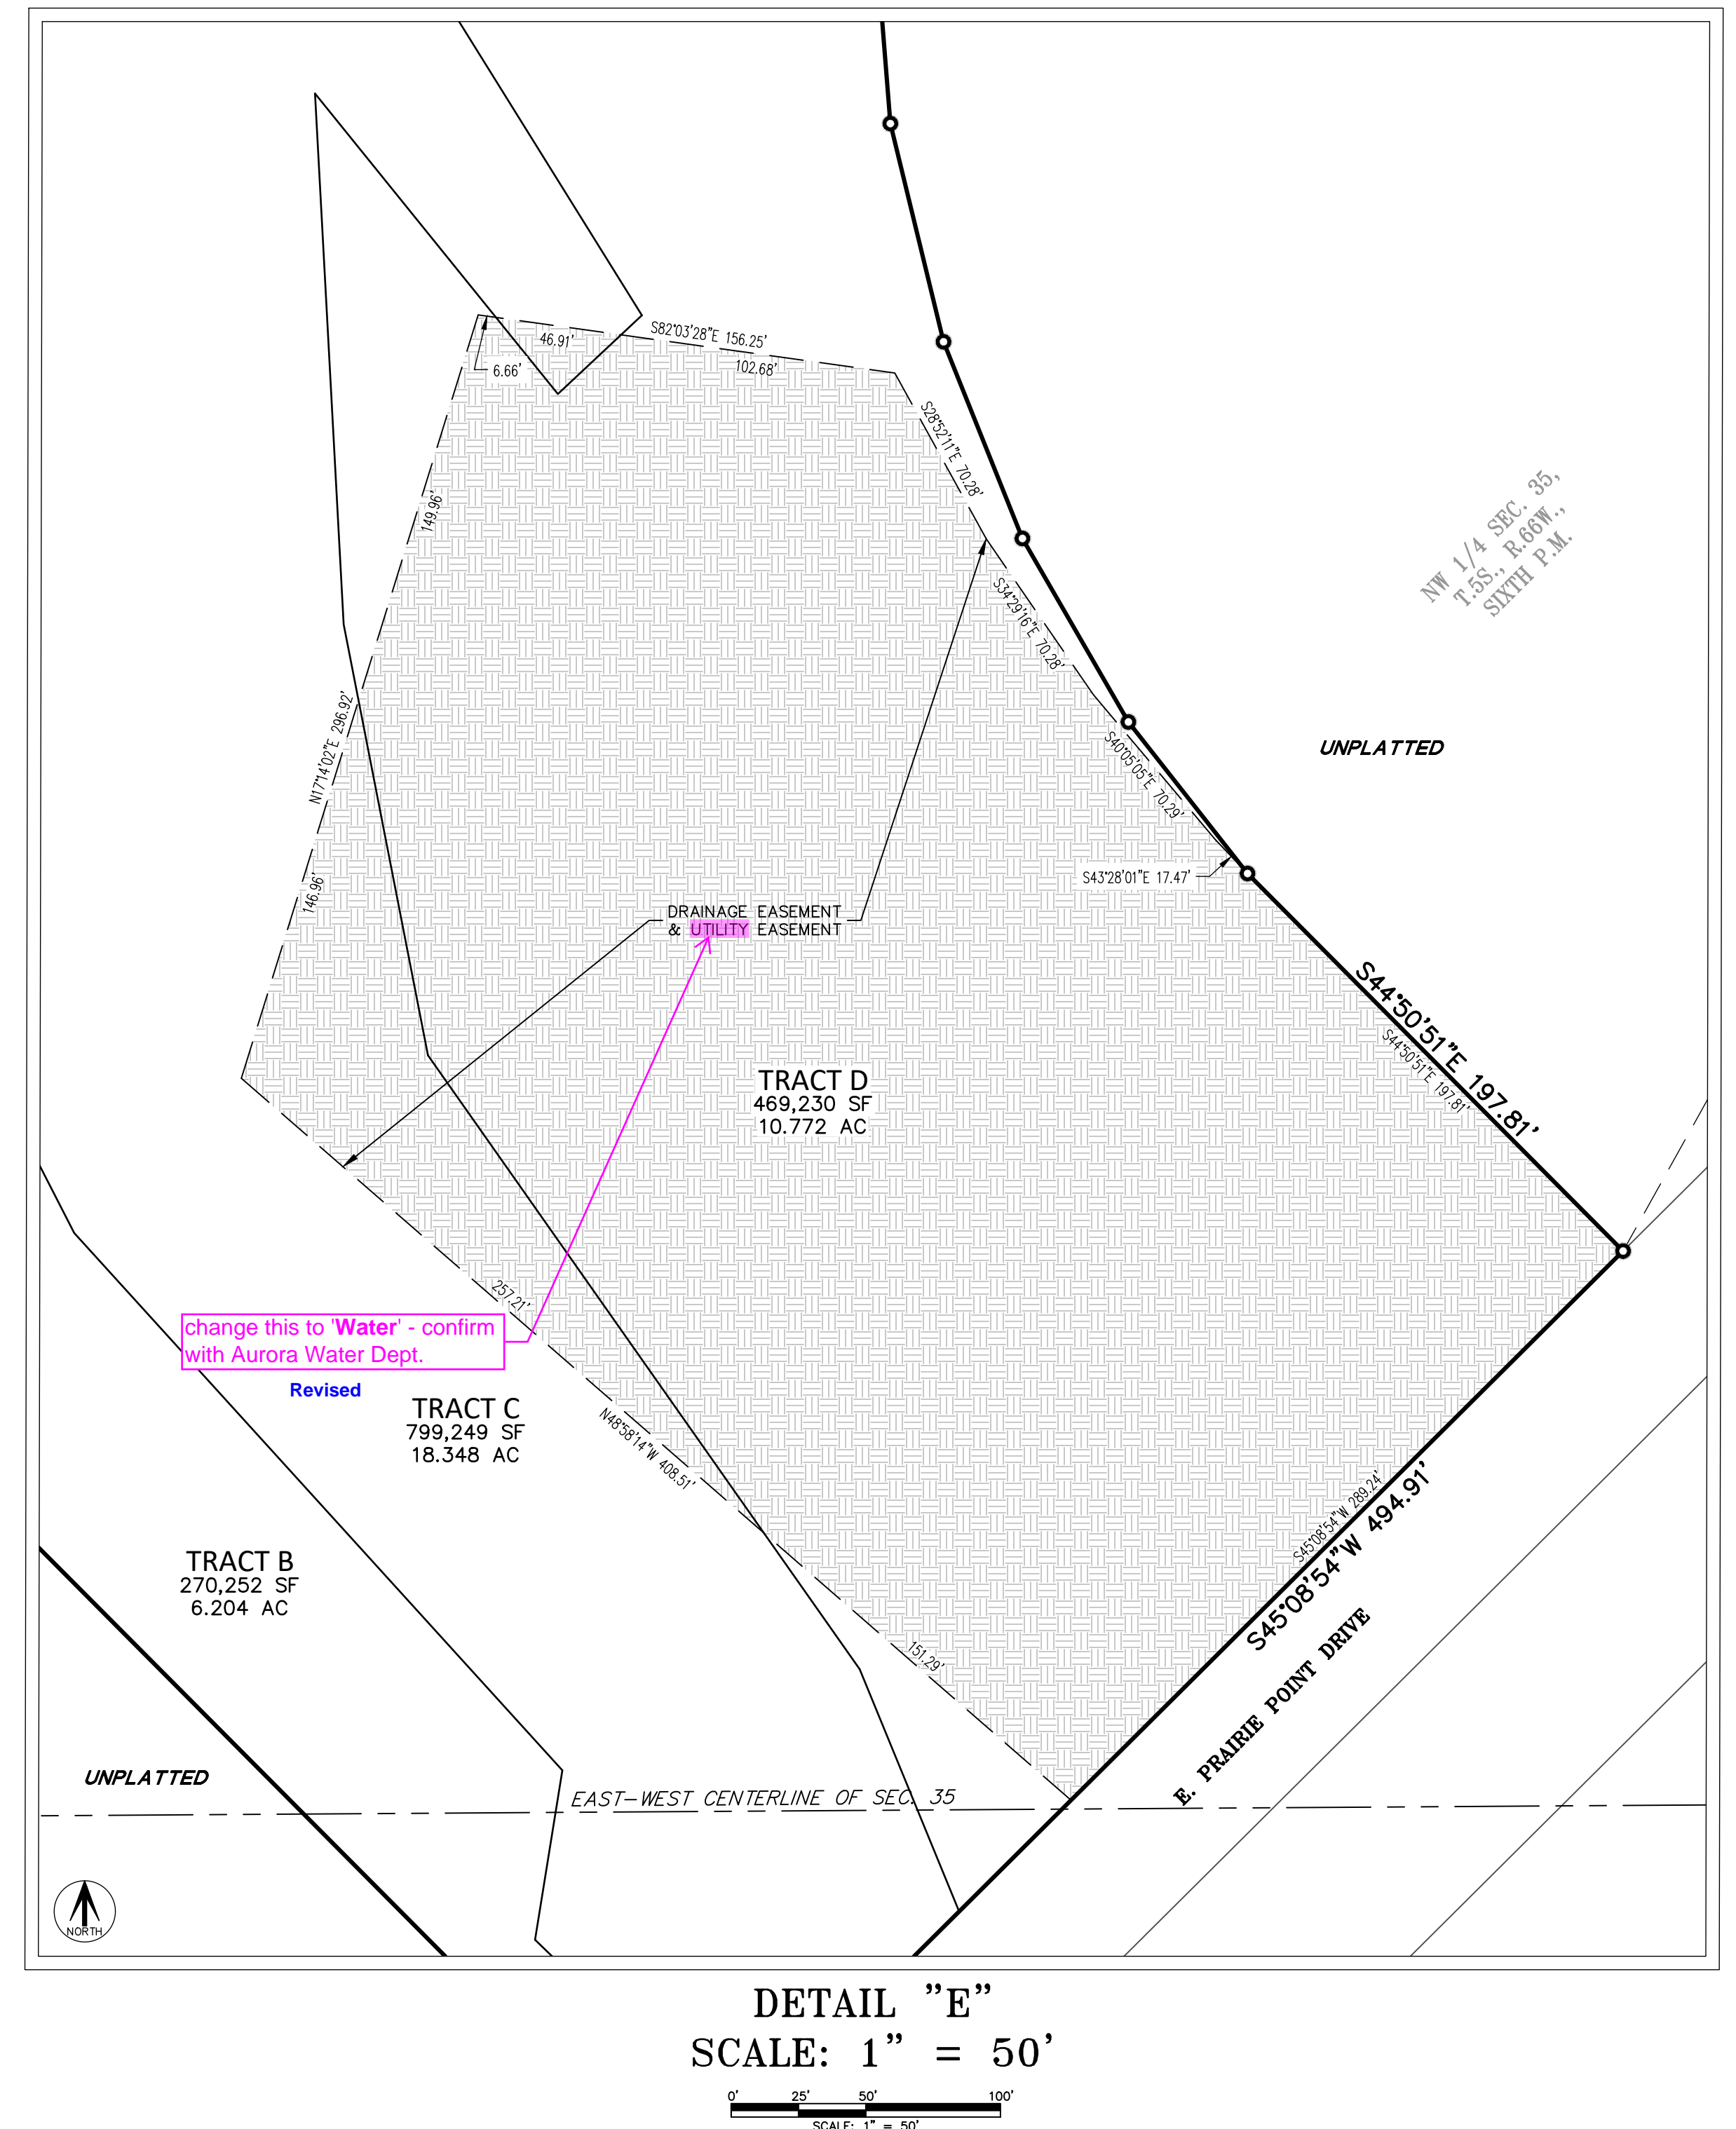 S82°03'28"E 156.25'
46.91'
102.68'
6.66'
S28°52'11"E 70.28'
149.96'
NW 1/4 SEC. 35,
T.5S., R.66W.,
SIXTH P.M.
S34°29'16"E 70.28'
N17°14'02"E 296.92'
UNPLATTED
S40°05'05"E 70.29'
S43°28'01"E 17.47'
146.96'
DRAINAGE EASEMENT
& UTILITY EASEMENT
S44°50'51"E 197.81'
S44°50'51"E 197.81'
TRACT D
469,230 SF
10.772 AC
257.21'
change this to 'Water' - confirm
with Aurora Water Dept.
Revised
TRACT C
799,249 SF
18.348 AC
N48°58'14"W 408.51'
S45°08'54"W 289.24'
S45°08'54"W 494.91'
TRACT B
270,252 SF
6.204 AC
151.29'
E. PRAIRIE POINT DRIVE
UNPLATTED
EAST-WEST CENTERLINE OF SEC. 35
NORTH
DETAIL "E"
SCALE: 1" = 50'
0' 25' 50' 100'
SCALE: 1" = 50'